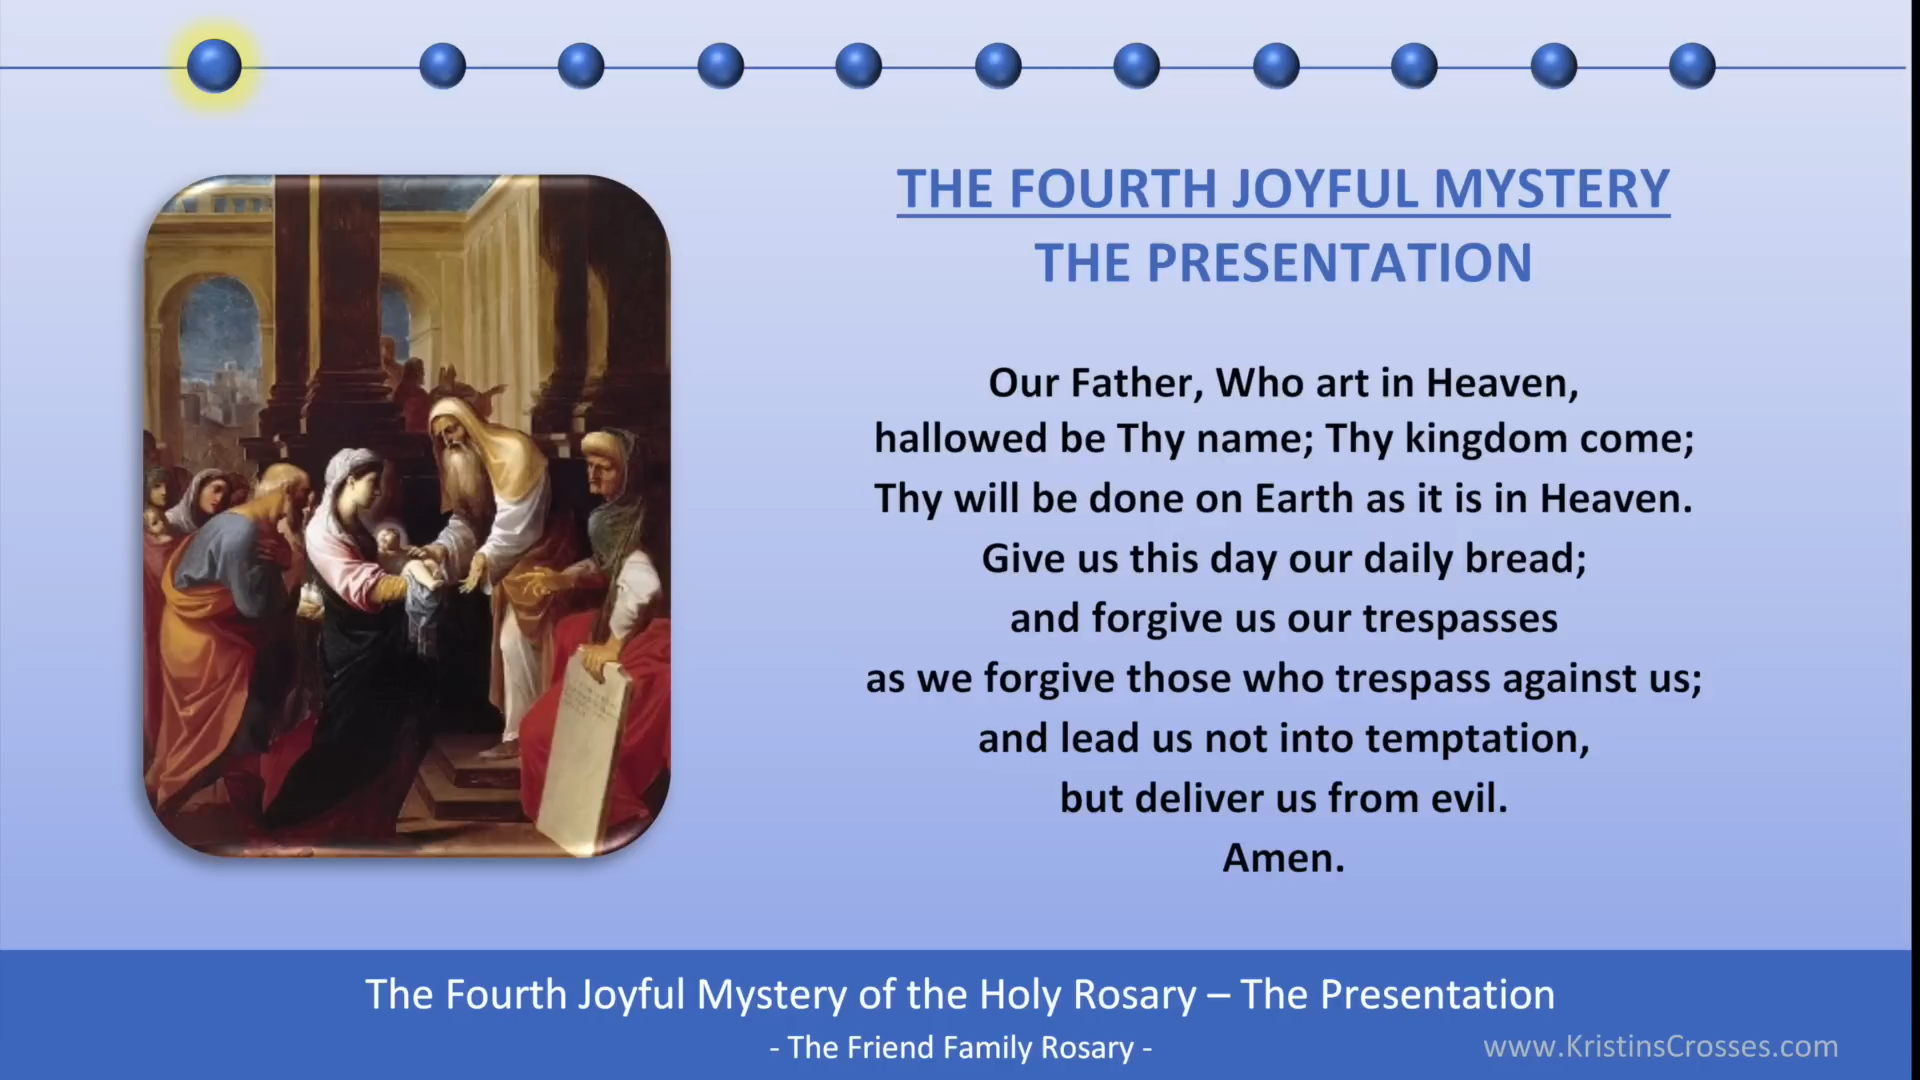 THE FOURTH JOYFUL MYSTERY
THE PRESENTATION
Our Father, Who art in Heaven,
hallowed be Thy name; Thy kingdom come;
Thy will be done on Earth as it is in Heaven.
Give us this day our daily bread;
and forgive us our trespasses
as we forgive those who trespass against us;
and lead us not into temptation,
but deliver us from evil.
Amen.
The Fourth Joyful Mystery of the Holy Rosary – The Presentation
- The Friend Family Rosary -
www.KristinsCrosses.com